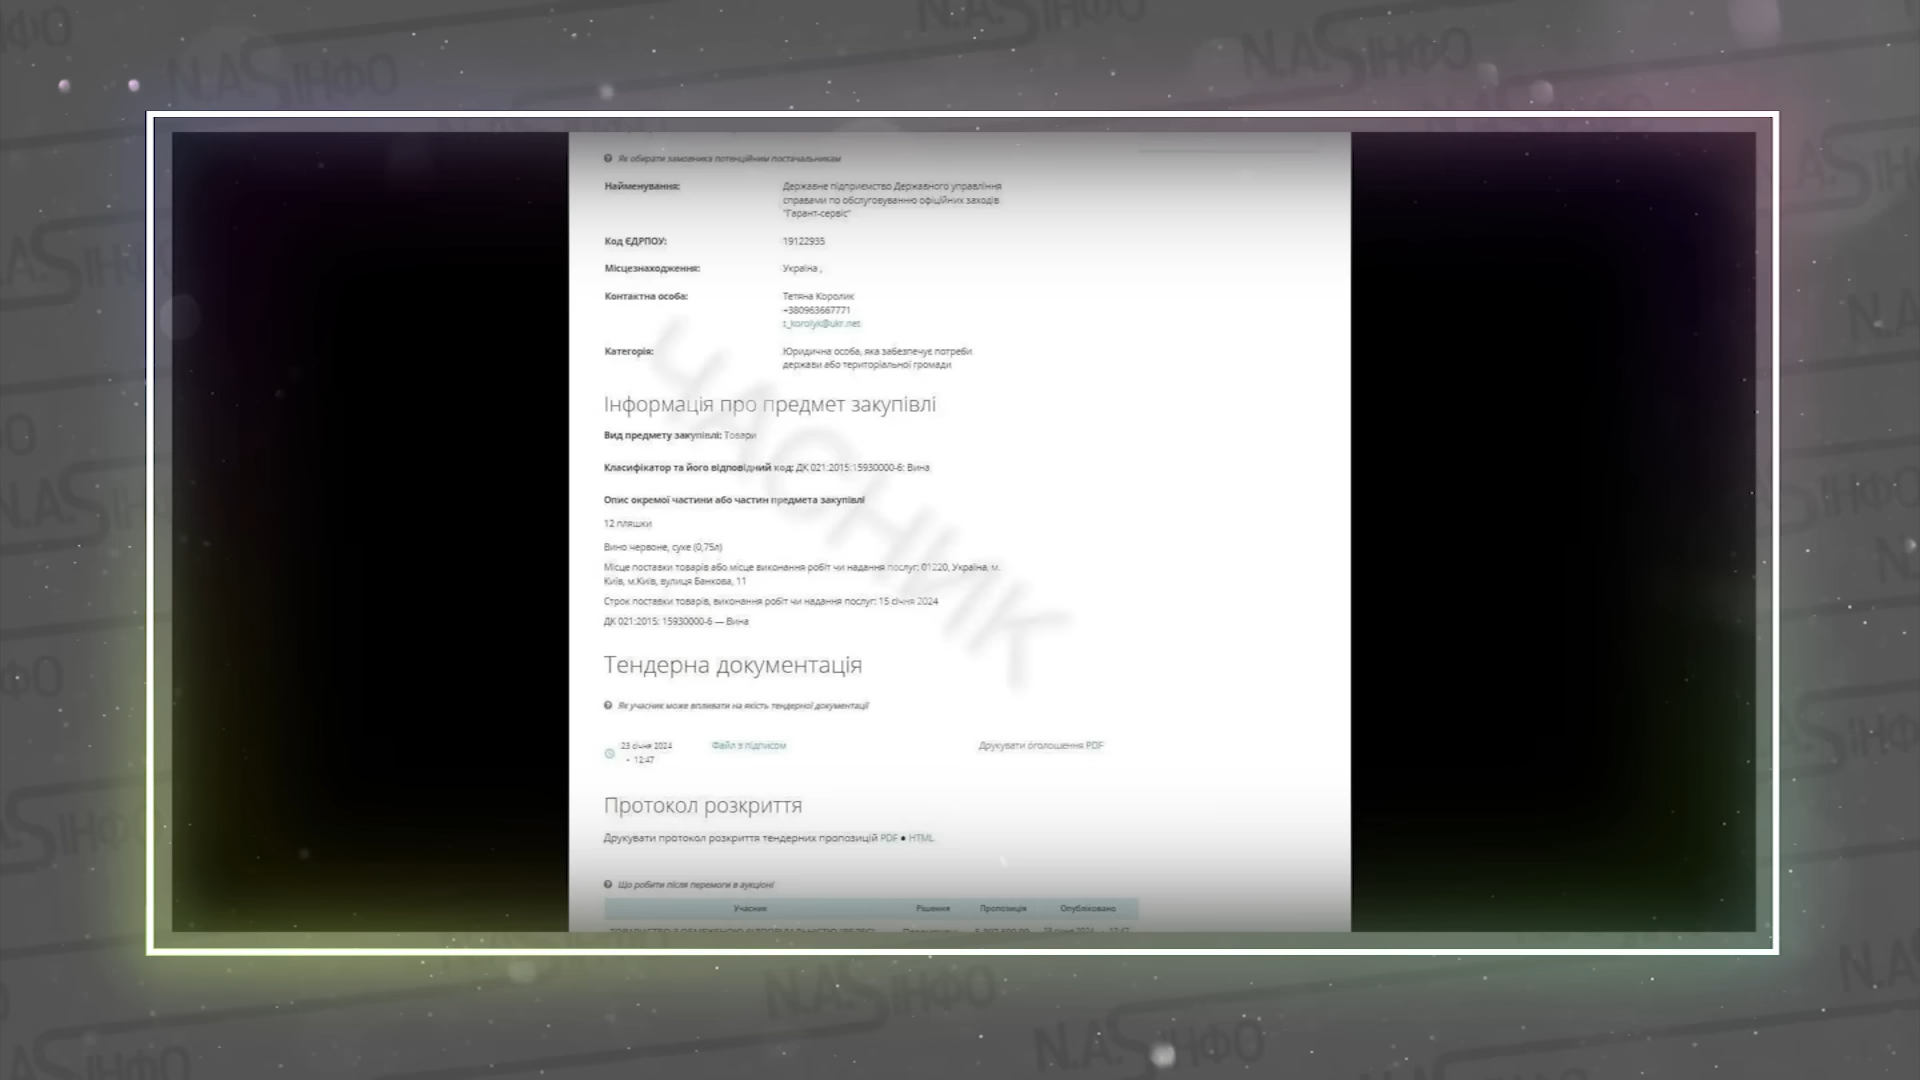 Як обирати замовника потенційним постачальникам
Найменування: Державне підприємство Державного управління
справами по обслуговуванню офіційних заходів
"Гарант-сервіс"
Код ЄДРПОУ: 19122935
Місцезнаходження: Україна ,
Контактна особа: Тетяна Королик
+380963667771
t_korolyk@ukr.net
Категорія: Юридична особа, яка забезпечує потреби
держави або територіальної громади
Інформація про предмет закупівлі
Вид предмету закупівлі: Товари
Класифікатор та його відповідний код: ДК 021:2015:15930000-6: Вина
Опис окремої частини або частин предмета закупівлі
12 пляшки
Вино червоне, сухе (0,75л)
Місце поставки товарів або місце виконання робіт чи надання послуг: 01220, Україна, м.
Київ, м.Київ, вулиця Банкова, 11
Строк поставки товарів, виконання робіт чи надання послуг: 15 січня 2024
ДК 021:2015: 15930000-6 — Вина
ЧАСНИК
Тендерна документація
Як учасник може впливати на якість тендерної документації
23 січня 2024 Файл з підписом Друкувати оголошення PDF
- 12:47
Протокол розкриття
Друкувати протокол розкриття тендерних пропозицій PDF ● HTML
Що робити після перемоги в аукціоні
Учасник Рішення Пропозиція Опубліковано
N.A.SІНФО
N.A.SІНФО
N.A.SІНФО
N.A.SІНФО
N.A.SІНФО